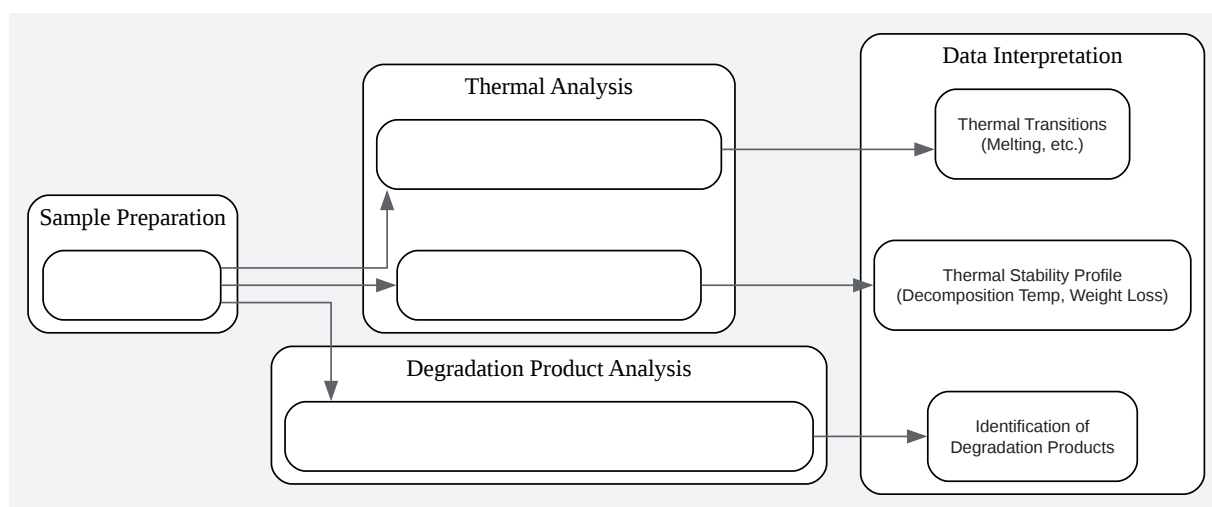 Sample Preparation
Thermal Analysis
Degradation Product Analysis
Data Interpretation
Thermal Transitions
(Melting, etc.)
Thermal Stability Profile
(Decomposition Temp, Weight Loss)
Identification of
Degradation Products